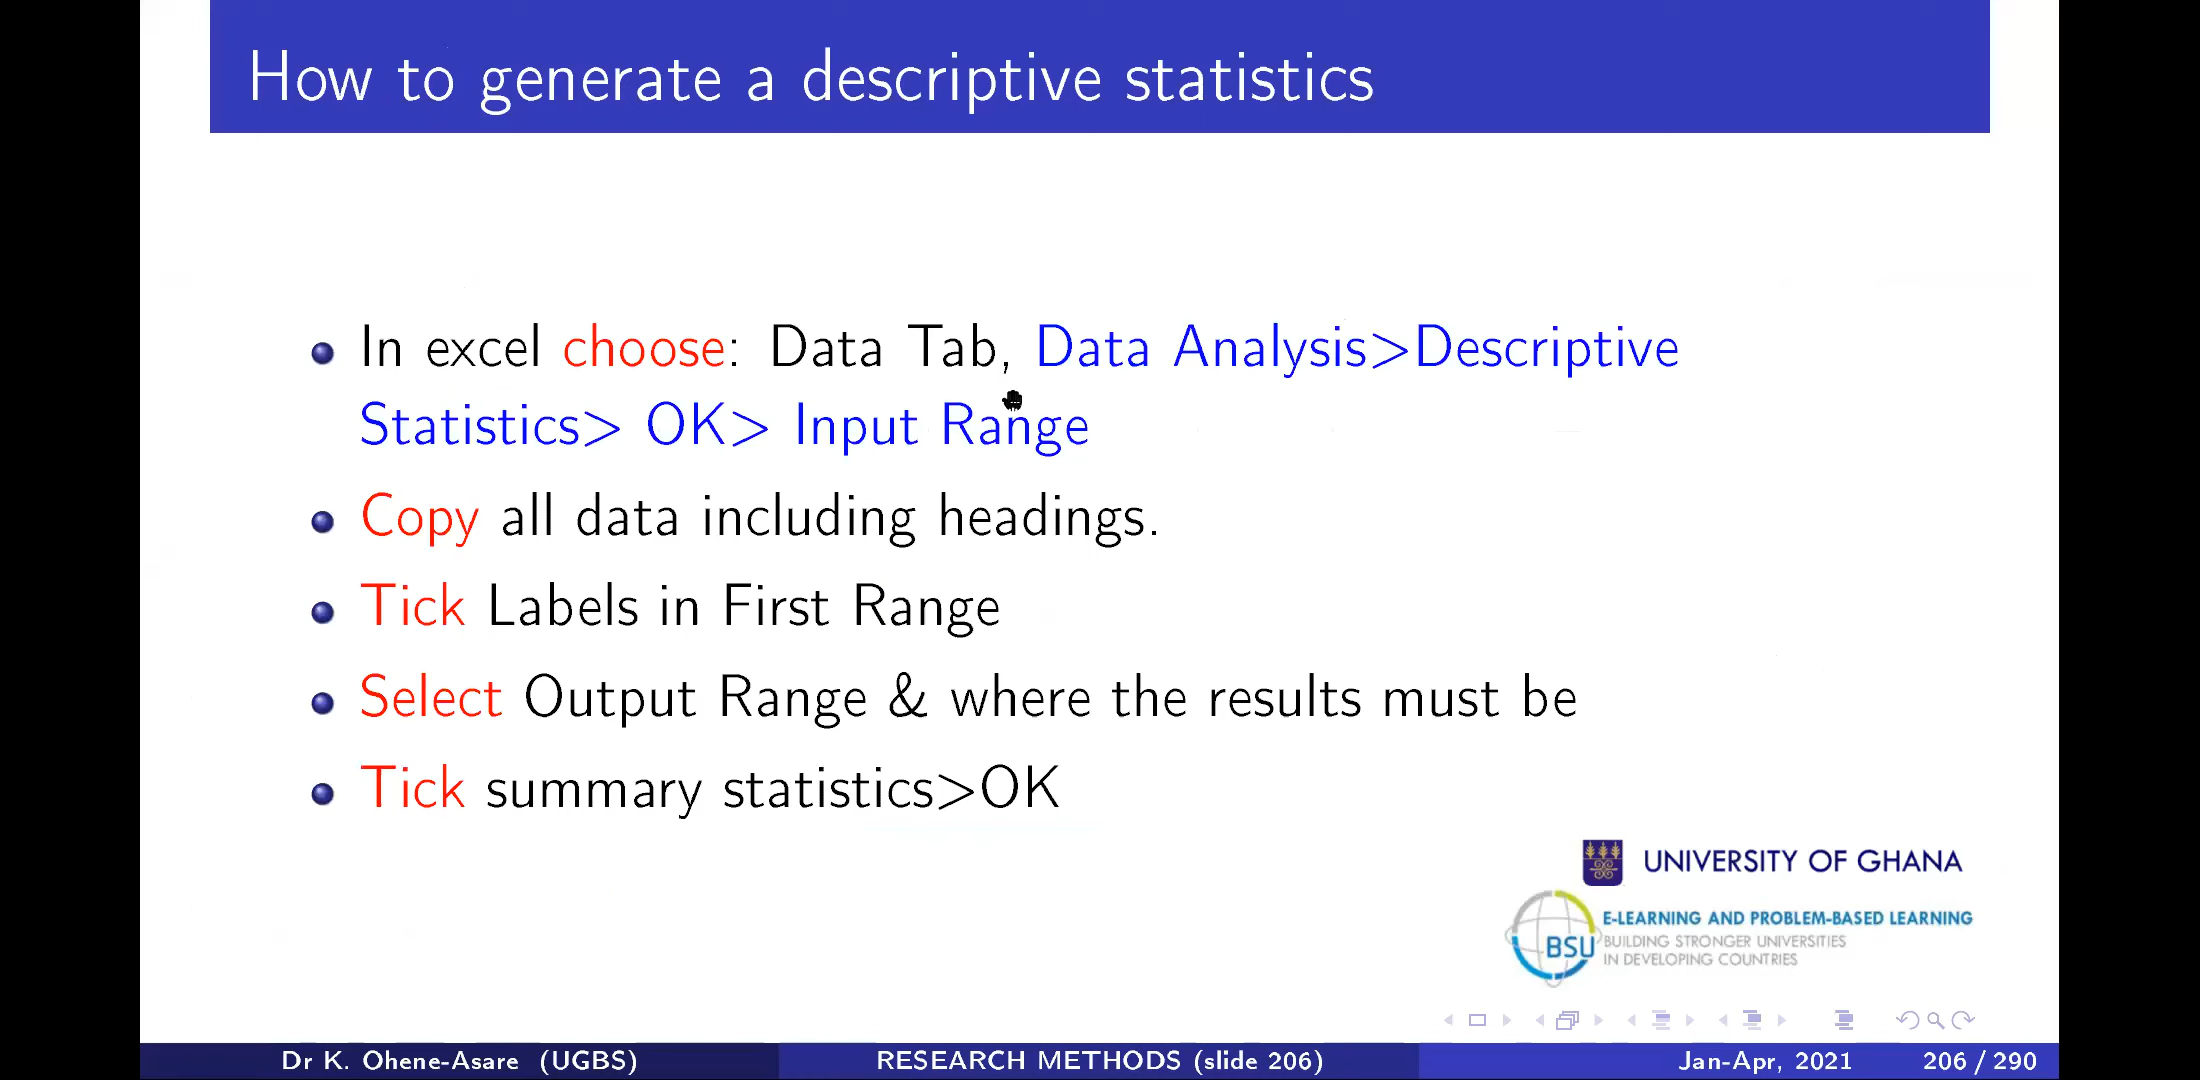 How to generate a descriptive statistics
In excel choose: Data Tab, Data Analysis>Descriptive
Statistics> OK> Input Range
Copy all data including headings.
Tick Labels in First Range
Select Output Range & where the results must be
Tick summary statistics>OK
UNIVERSITY OF GHANA
E-LEARNING AND PROBLEM-BASED LEARNING
BSU BUILDING STRONGER UNIVERSITIES
IN DEVELOPING COUNTRIES
Dr K. Ohene-Asare (UGBS) RESEARCH METHODS (slide 206) Jan-Apr, 2021 206 / 290